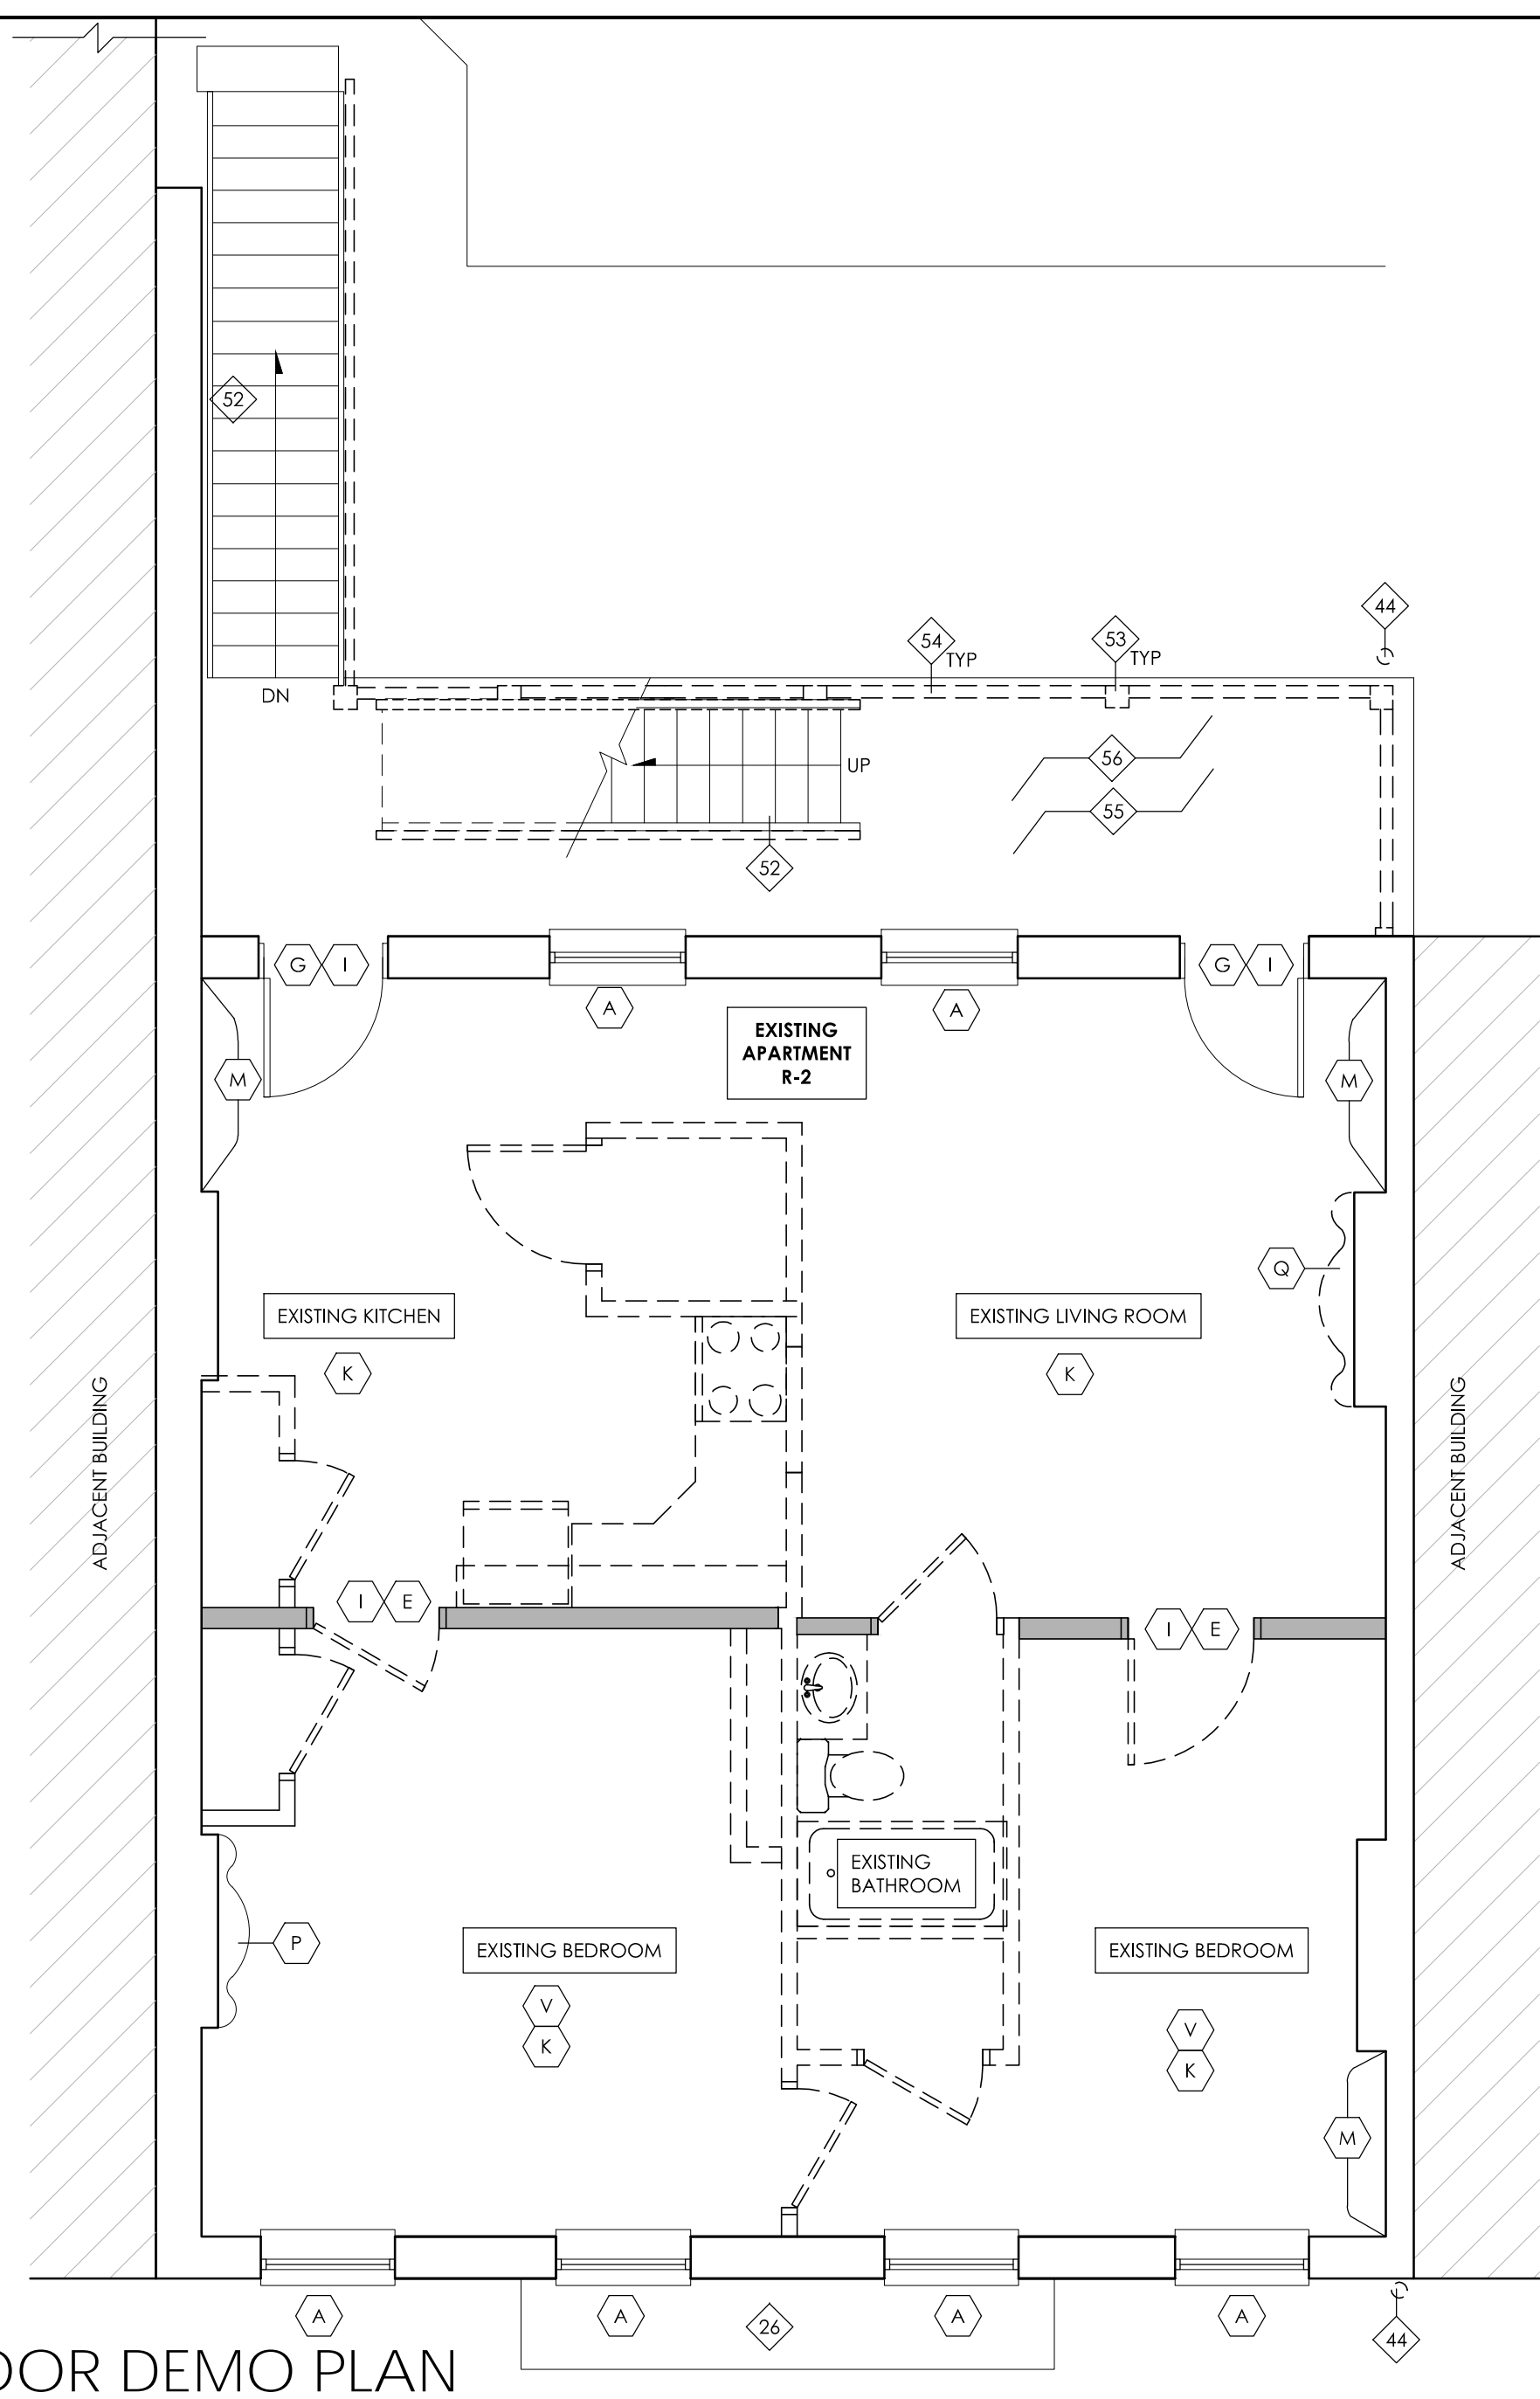 52
DN
54
TYP
53
TYP
44
56
55
UP
52
G
I
A
A
G
I
EXISTING
APARTMENT
R-2
M
M
Q
EXISTING KITCHEN
K
EXISTING LIVING ROOM
K
ADJACENT BUILDING
ADJACENT BUILDING
I
E
I
E
EXISTING
BATHROOM
P
EXISTING BEDROOM
V
K
EXISTING BEDROOM
V
K
M
A
A
26
A
A
44
OOR DEMO PLAN